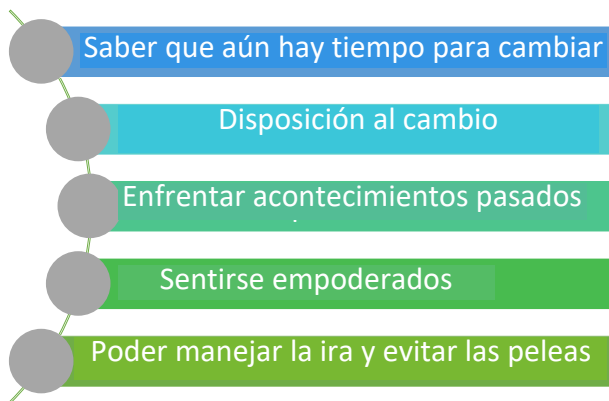 Saber que aún hay tiempo para cambiar
Disposición al cambio
Enfrentar acontecimientos pasados
Sentirse empoderados
Poder manejar la ira y evitar las peleas